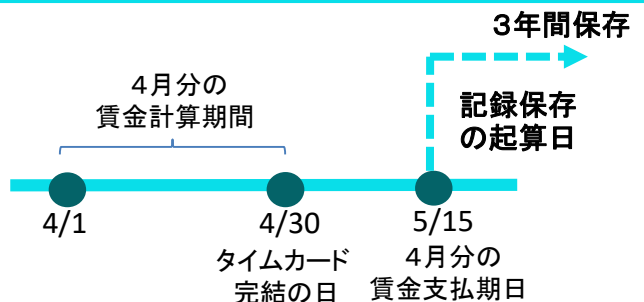 3年間保存
4月分の
賃金計算期間
記録保存
の起算日
4/1
4/30
5/15
タイムカード
完結の日
4月分の
賃金支払期日